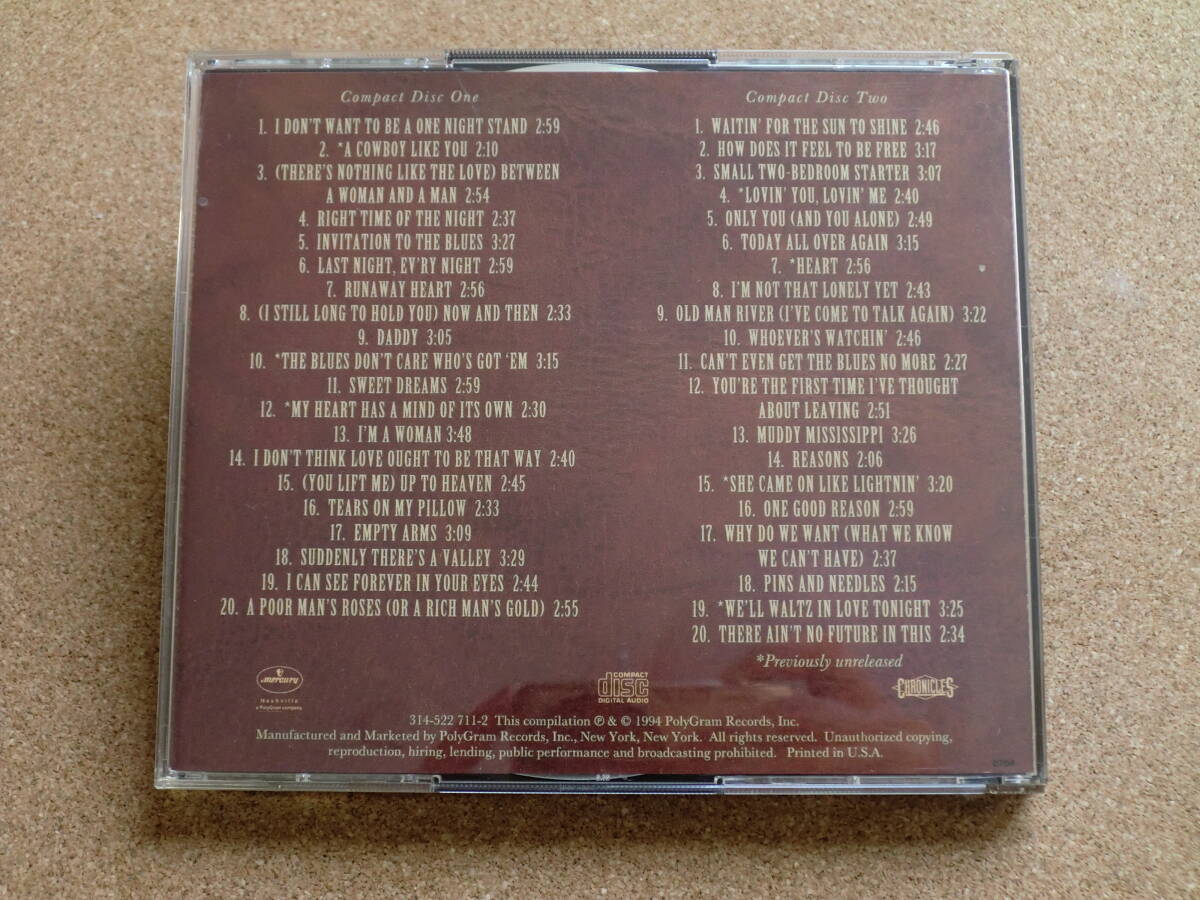 Compact Disc One
1. I DON'T WANT TO BE A ONE NIGHT STAND 2:59
2. *A COWBOY LIKE YOU 2:10
3. (THERE'S NOTHING LIKE THE LOVE) BETWEEN
A WOMAN AND A MAN 2:54
4. RIGHT TIME OF THE NIGHT 2:37
5. INVITATION TO THE BLUES 3:27
6. LAST NIGHT, EV'RY NIGHT 2:59
7. RUNAWAY HEART 2:56
8. (I STILL LONG TO HOLD YOU) NOW AND THEN 2:33
9. DADDY 3:05
10. *THE BLUES DON'T CARE WHO'S GOT 'EM 3:15
11. SWEET DREAMS 2:59
12. *MY HEART HAS A MIND OF ITS OWN 2:30
13. I'M A WOMAN 3:48
14. I DON'T THINK LOVE OUGHT TO BE THAT WAY 2:40
15. (YOU LIFT ME) UP TO HEAVEN 2:45
16. TEARS ON MY PILLOW 2:33
17. EMPTY ARMS 3:09
18. SUDDENLY THERE'S A VALLEY 3:29
19. I CAN SEE FOREVER IN YOUR EYES 2:44
20. A POOR MAN'S ROSES (OR A RICH MAN'S GOLD) 2:55
Compact Disc Two
1. WAITIN' FOR THE SUN TO SHINE 2:46
2. HOW DOES IT FEEL TO BE FREE 3:17
3. SMALL TWO-BEDROOM STARTER 3:07
4. *LOVIN' YOU, LOVIN' ME 2:40
5. ONLY YOU (AND YOU ALONE) 2:49
6. TODAY ALL OVER AGAIN 3:15
7. *HEART 2:56
8. I'M NOT THAT LONELY YET 2:43
9. OLD MAN RIVER (I'VE COME TO TALK AGAIN) 3:22
10. WHOEVER'S WATCHIN' 2:46
11. CAN'T EVEN GET THE BLUES NO MORE 2:27
12. YOU'RE THE FIRST TIME I'VE THOUGHT
ABOUT LEAVING 2:51
13. MUDDY MISSISSIPPI 3:26
14. REASONS 2:06
15. *SHE CAME ON LIKE LIGHTNIN' 3:20
16. ONE GOOD REASON 2:59
17. WHY DO WE WANT (WHAT WE KNOW
WE CAN'T HAVE) 2:37
18. PINS AND NEEDLES 2:15
19. *WE'LL WALTZ IN LOVE TONIGHT 3:25
20. THERE AIN'T NO FUTURE IN THIS 2:34
*Previously unreleased
mercury
Nashville
a PolyGram company
COMPACT
disc
DIGITAL AUDIO
CHRONICLES
314-522 711-2 This compilation ℗ & © 1994 PolyGram Records, Inc.
Manufactured and Marketed by PolyGram Records, Inc., New York, New York. All rights reserved. Unauthorized copying,
reproduction, hiring, lending, public performance and broadcasting prohibited. Printed in U.S.A.